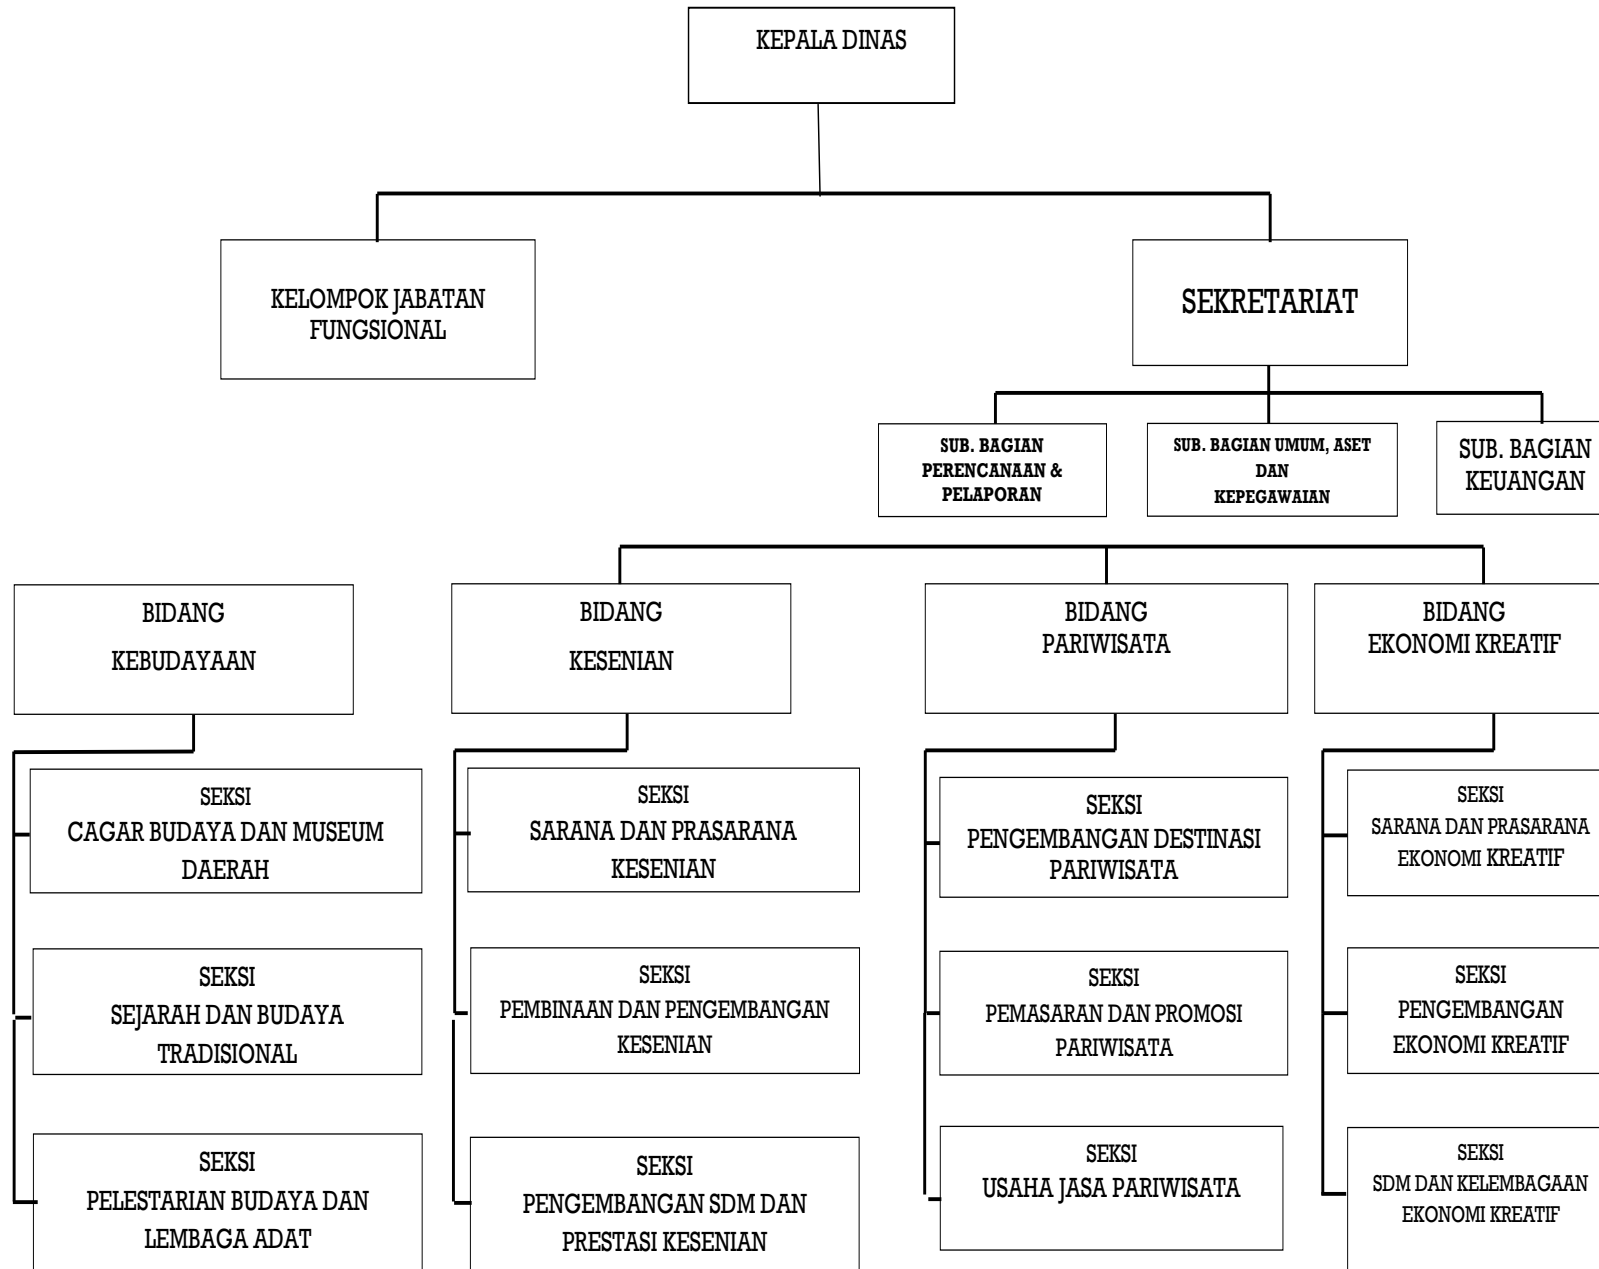 KEPALA DINAS
KELOMPOK JABATAN
FUNGSIONAL
SEKRETARIAT
SUB. BAGIAN
PERENCANAAN &
PELAPORAN
SUB. BAGIAN UMUM, ASET
DAN
KEPEGAWAIAN
SUB. BAGIAN
KEUANGAN
BIDANG
KEBUDAYAAN
BIDANG
KESENIAN
BIDANG
PARIWISATA
BIDANG
EKONOMI KREATIF
SEKSI
CAGAR BUDAYA DAN MUSEUM
DAERAH
SEKSI
SARANA DAN PRASARANA
KESENIAN
SEKSI
PENGEMBANGAN DESTINASI
PARIWISATA
SEKSI
SARANA DAN PRASARANA
EKONOMI KREATIF
SEKSI
SEJARAH DAN BUDAYA
TRADISIONAL
SEKSI
PEMBINAAN DAN PENGEMBANGAN
KESENIAN
SEKSI
PEMASARAN DAN PROMOSI
PARIWISATA
SEKSI
PENGEMBANGAN
EKONOMI KREATIF
SEKSI
PELESTARIAN BUDAYA DAN
LEMBAGA ADAT
SEKSI
PENGEMBANGAN SDM DAN
PRESTASI KESENIAN
SEKSI
USAHA JASA PARIWISATA
SEKSI
SDM DAN KELEMBAGAAN
EKONOMI KREATIF